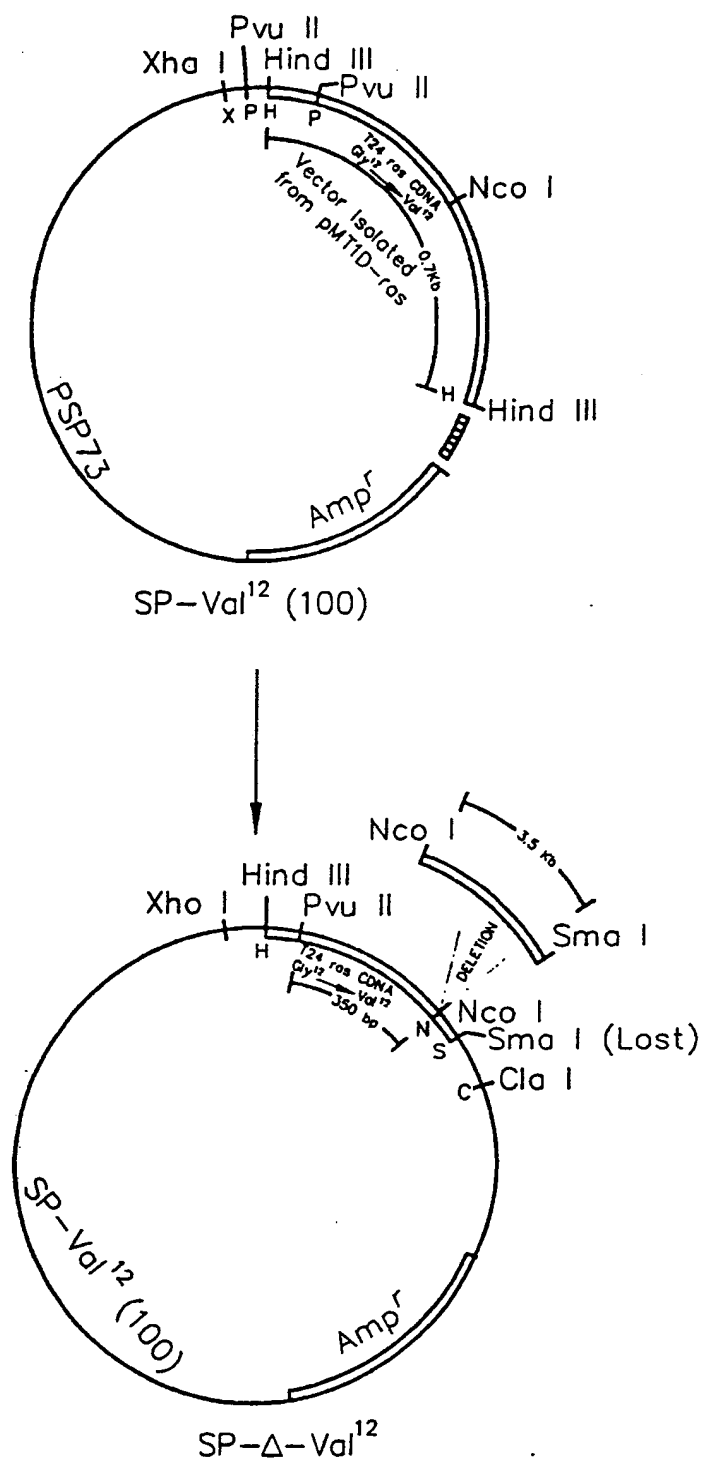 Pvu II
Xha I
Hind III
Pvu II
X P H
P
T24 ras CDNA
Gly12 → Val12
Nco I
Vector Isolated
from pMT1D-ras
0.7Kb
H
Hind III
PSP73
Ampr
SP-Val12 (100)
Nco I
3.5 Kb
Sma I
DELETION
Hind III
Xho I
Pvu II
H
T24 ras CDNA
Gly12 → Val12
350 bp
N
Nco I
S
Sma I (Lost)
C
Cla I
SP-Val12 (100)
Ampr
SP-Δ-Val12